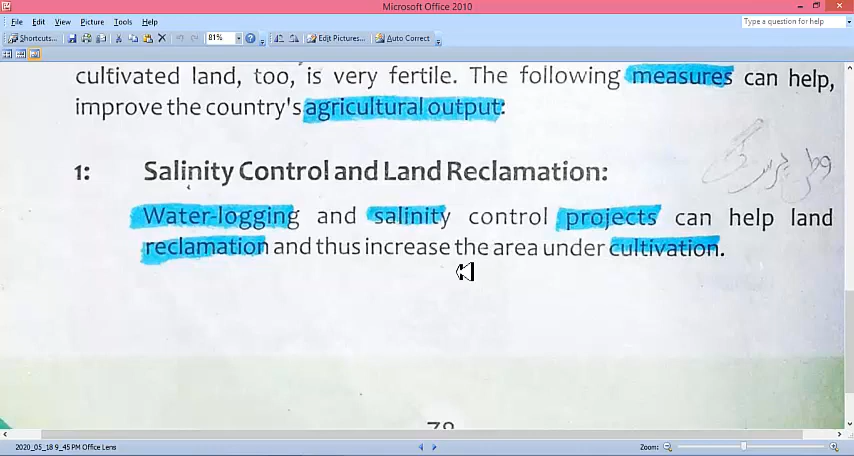 Microsoft Office 2010
File Edit View Picture Tools Help
Type a question for help
Shortcuts... 81% Edit Pictures... Auto Correct
cultivated land, too, is very fertile. The following measures can help,
improve the country's agricultural output:
1: Salinity Control and Land Reclamation:
Water-logging and salinity control projects can help land
reclamation and thus increase the area under cultivation.
2020_05_18 9_45 PM Office Lens
Zoom: